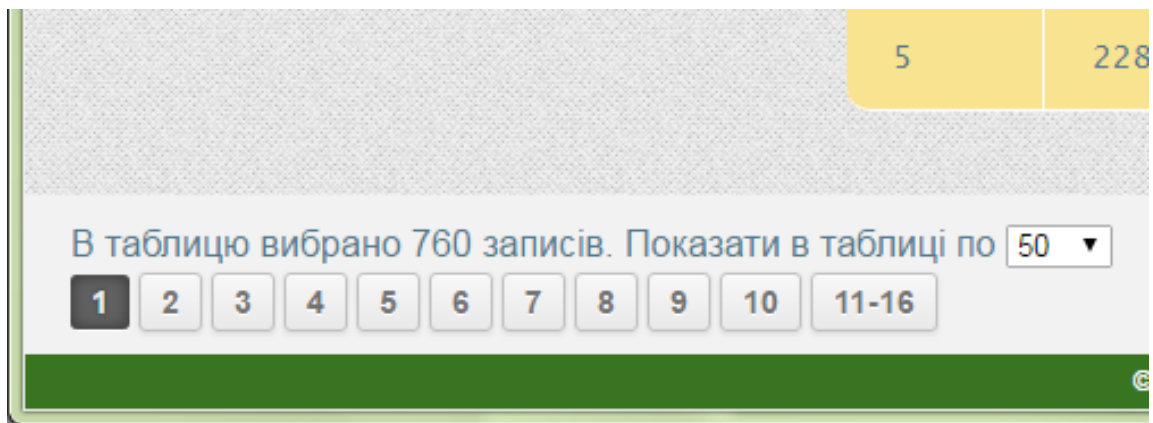 5 228
В таблицю вибрано 760 записів. Показати в таблиці по 50
1 2 3 4 5 6 7 8 9 10 11-16
©